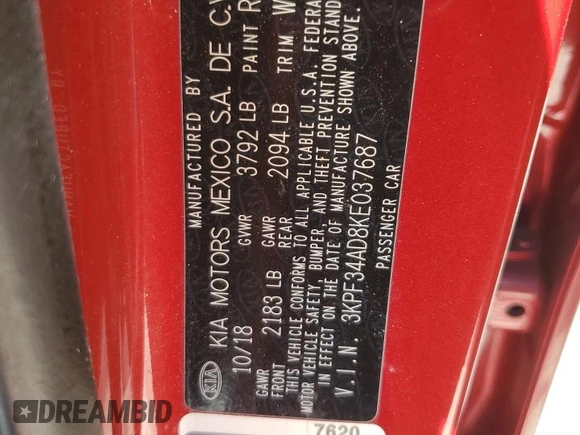 MANUFACTURED BY
KIA MOTORS MEXICO S.A. DE C.V
10/18 GVWR 3792 LB PAINT R
GAWR FRONT 2183 LB GAWR REAR 2094 LB TRIM W
THIS VEHICLE CONFORMS TO ALL APPLICABLE U.S.A. FEDERA
MOTOR VEHICLE SAFETY, BUMPER, AND THEFT PREVENTION STAND
IN EFFECT ON THE DATE OF MANUFACTURE SHOWN ABOVE.
V.I.N. 3KPF34AD8KE037687
PASSENGER CAR
KIA
7620
DREAMBID